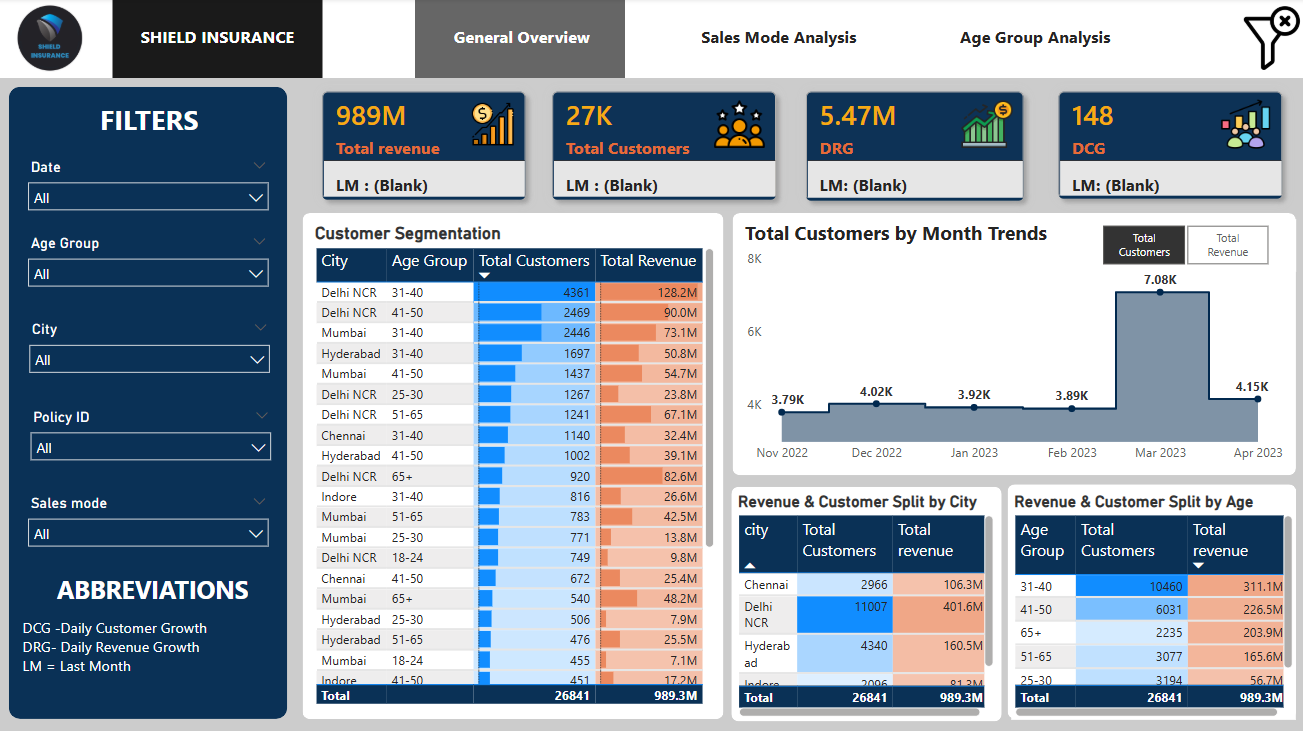 SHIELD
INSURANCE
SHIELD INSURANCE
General Overview
Sales Mode Analysis
Age Group Analysis
FILTERS
Date
All
Age Group
All
City
All
Policy ID
All
Sales mode
All
ABBREVIATIONS
DCG -Daily Customer Growth
DRG- Daily Revenue Growth
LM = Last Month
989M
Total revenue
LM : (Blank)
27K
Total Customers
LM : (Blank)
5.47M
DRG
LM: (Blank)
148
DCG
LM: (Blank)
Customer Segmentation
City Age Group Total Customers Total Revenue
Delhi NCR 31-40 4361 128.2M
Delhi NCR 41-50 2469 90.0M
Mumbai 31-40 2446 73.1M
Hyderabad 31-40 1697 50.8M
Mumbai 41-50 1437 54.7M
Delhi NCR 25-30 1267 23.8M
Delhi NCR 51-65 1241 67.1M
Chennai 31-40 1140 32.4M
Hyderabad 41-50 1002 39.1M
Delhi NCR 65+ 920 82.6M
Indore 31-40 816 26.6M
Mumbai 51-65 783 42.5M
Mumbai 25-30 771 13.8M
Delhi NCR 18-24 749 9.8M
Chennai 41-50 672 25.4M
Mumbai 65+ 540 48.2M
Hyderabad 25-30 506 7.9M
Hyderabad 51-65 476 25.5M
Mumbai 18-24 455 7.1M
Indore 41-50 451 17.2M
Total 26841 989.3M
Total Customers by Month Trends
Total
Customers
Total
Revenue
8K
6K
4K
3.79K
4.02K
3.92K
3.89K
7.08K
4.15K
Nov 2022 Dec 2022 Jan 2023 Feb 2023 Mar 2023 Apr 2023
Revenue & Customer Split by City
city Total Total
Customers revenue
Chennai 2966 106.3M
Delhi 11007 401.6M
NCR
Hyderab 4340 160.5M
ad
Indore 2096 81.3M
Total 26841 989.3M
Revenue & Customer Split by Age
Age Total Total
Group Customers revenue
31-40 10460 311.1M
41-50 6031 226.5M
65+ 2235 203.9M
51-65 3077 165.6M
25-30 3194 56.7M
Total 26841 989.3M